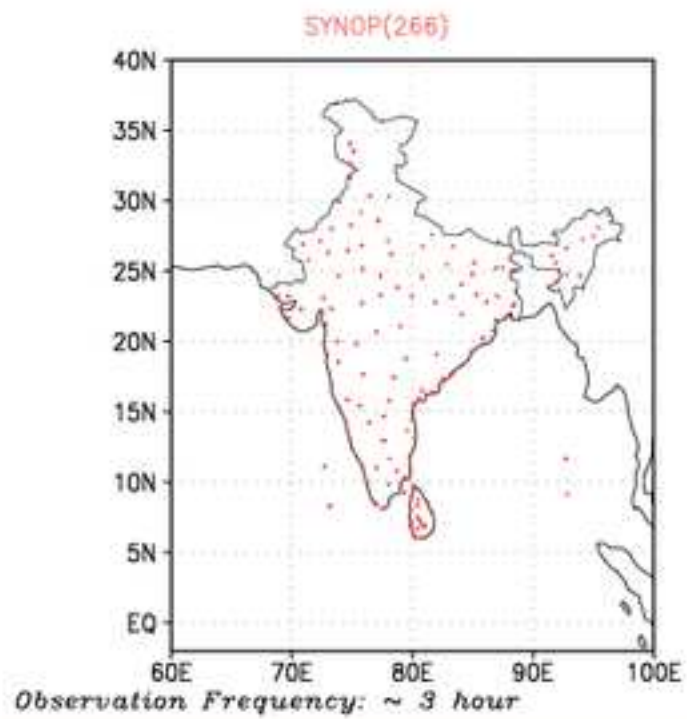 SYNOP(266)
40N
35N
30N
25N
20N
15N
10N
5N
EQ
60E 70E 80E 90E 100E
Observation Frequency: ~ 3 hour